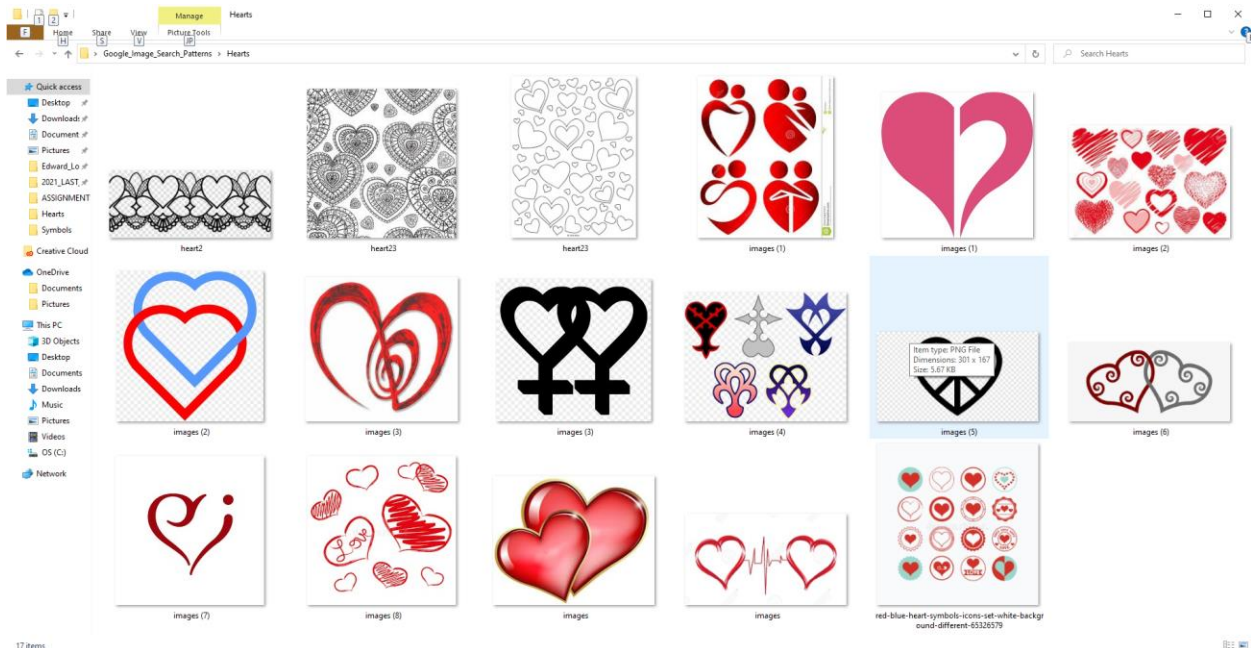 1
2
Manage
Hearts
F
Home
Share
View
Picture Tools
H
S
V
JP
Google_Image_Search_Patterns > Hearts
Search Hearts
Quick access
Desktop
Downloads
Document
Pictures
Edward_Lo
2021_LAST_
ASSIGNMENT
Hearts
Symbols
Creative Cloud
OneDrive
Documents
Pictures
This PC
3D Objects
Desktop
Documents
Downloads
Music
Pictures
Videos
OS (C:)
Network
heart2
heart23
heart23
images (1)
images (1)
images (2)
Item type: PNG File
Dimensions: 301 x 167
Size: 5.67 KB
images (2)
images (3)
images (3)
images (4)
images (5)
images (6)
Love
images (7)
images (8)
images
images
red-blue-heart-symbols-icons-set-white-backgr
ound-different-65326579
17 items